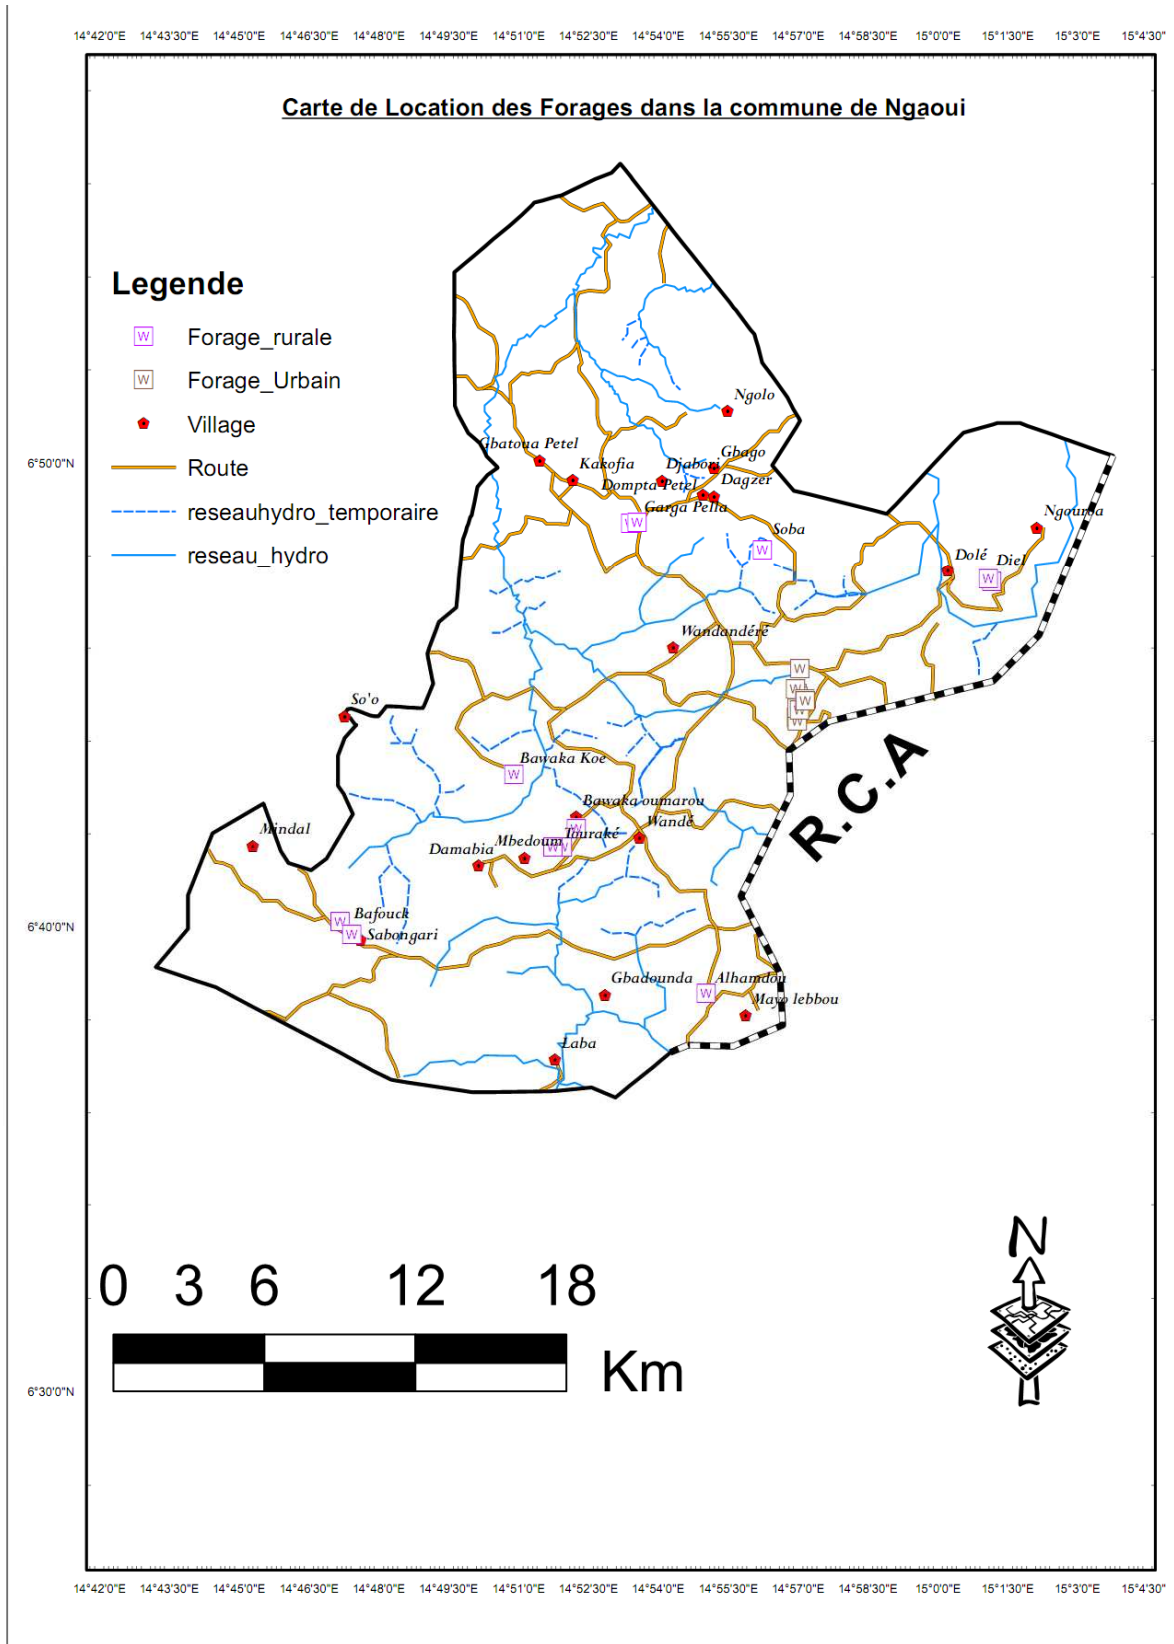 14°42'0"E 14°43'30"E 14°45'0"E 14°46'30"E 14°48'0"E 14°49'30"E 14°51'0"E 14°52'30"E 14°54'0"E 14°55'30"E 14°57'0"E 14°58'30"E 15°0'0"E 15°1'30"E 15°3'0"E 15°4'30"
Carte de Location des Forages dans la commune de Ngaoui
Legende
W Forage_rurale
W Forage_Urbain
Village
Route
reseauhydro_temporaire
reseau_hydro
6°50'0"N
6°40'0"N
6°30'0"N
Ngolo
Gbatoua Petel
Gbago
Kakofia
Djabori
Dompta Petel
Dagzer
Garga Pella
Soba
Dolé
Diel
Wandandéré
So'o
Bawaka Koe
Bawaka oumarou
Mindal
Wandé
Touraké
Mbedoum
Damabia
Bafouck
Sabongari
Gbadounda
Alhamdou
Mayo lebbou
Laba
R.C.A
N
0 3 6 12 18
Km
14°42'0"E 14°43'30"E 14°45'0"E 14°46'30"E 14°48'0"E 14°49'30"E 14°51'0"E 14°52'30"E 14°54'0"E 14°55'30"E 14°57'0"E 14°58'30"E 15°0'0"E 15°1'30"E 15°3'0"E 15°4'30"